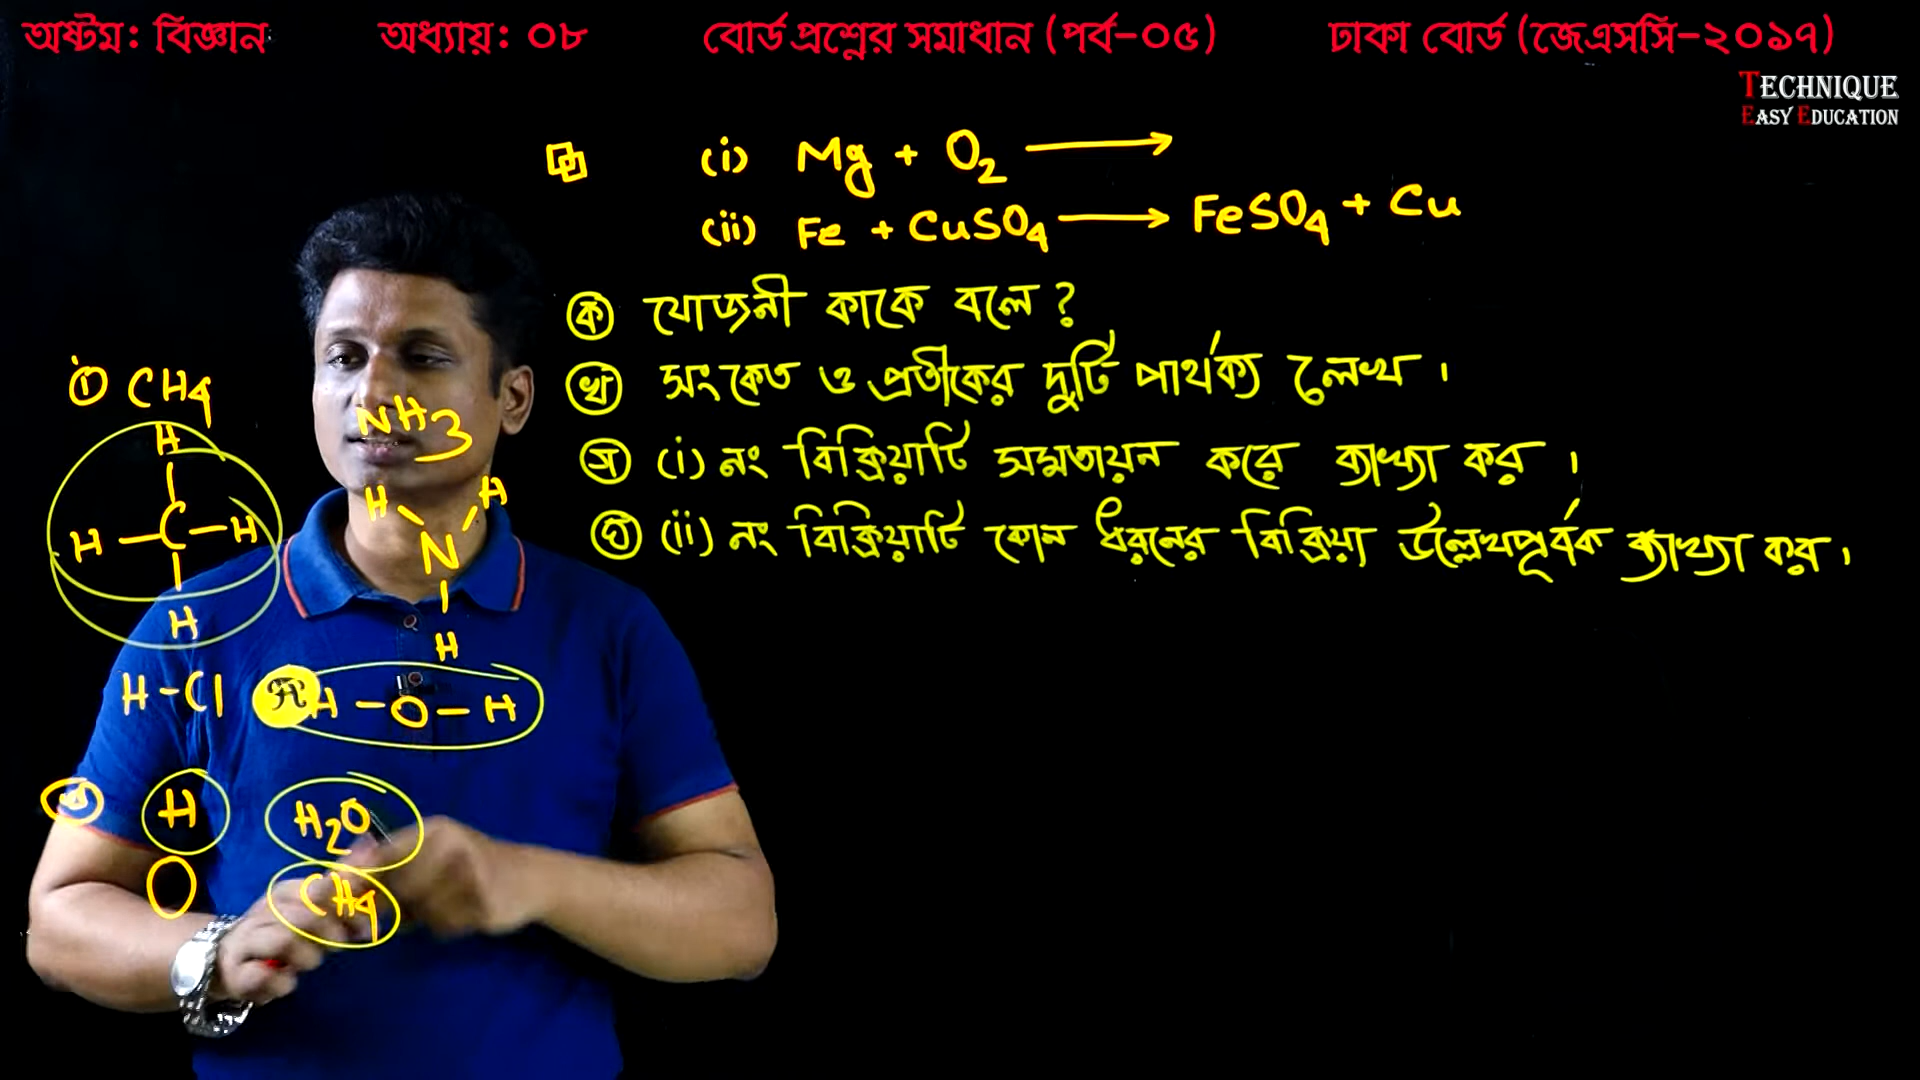 অষ্টম: বিজ্ঞান অধ্যায়: ০৮ বোর্ড প্রশ্নের সমাধান (পর্ব-০৫) ঢাকা বোর্ড (জেএসসি-২০১৭)
TECHNIQUE
EASY EDUCATION
(i) Mg + O2 ⟶
(ii) Fe + CuSO4 ⟶ FeSO4 + Cu
ক যোজনী কাকে বলে ?
খ সংকেত ও প্রতীকের দুটি পার্থক্য লেখ ।
গ (i) নং বিক্রিয়াটি সমতায়ন করে ব্যাখ্যা কর ।
ঘ (ii) নং বিক্রিয়াটি কোন ধরনের বিক্রিয়া উল্লেখপূর্বক ব্যাখ্যা কর ।
CH4
H
H - C - H
H
NH3
H H
N
H
H - Cl
H - O - H
H H2O
O CH4